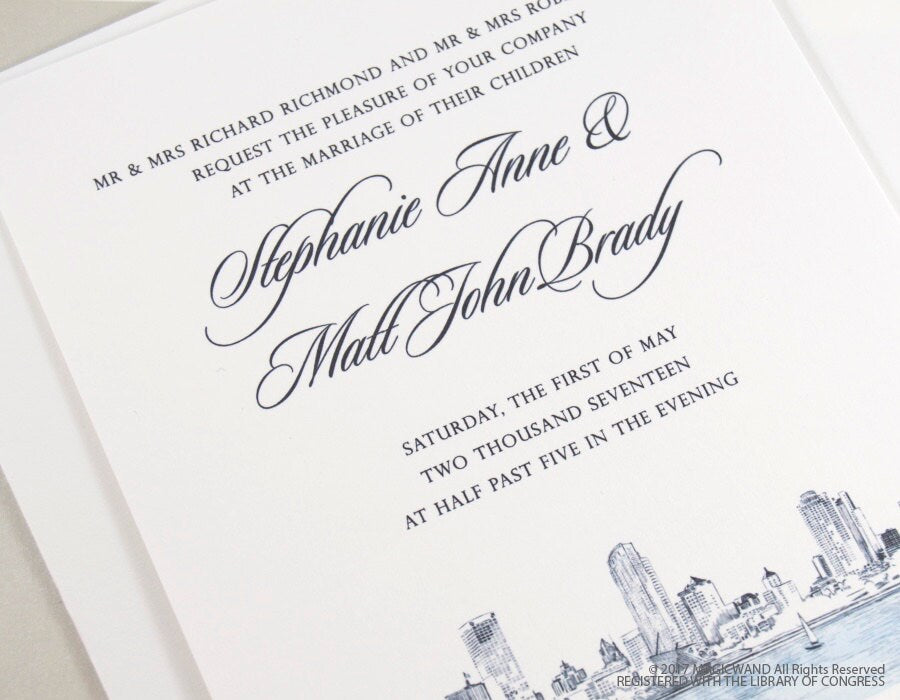 MR & MRS RICHARD RICHMOND AND MR & MRS
REQUEST THE PLEASURE OF YOUR COMPANY
AT THE MARRIAGE OF THEIR CHILDREN
Stephanie Anne &
Matt John Brady
SATURDAY, THE FIRST OF MAY
TWO THOUSAND SEVENTEEN
AT HALF PAST FIVE IN THE EVENING
© 2017 MAGICWAND All Rights Reserved
REGISTERED WITH THE LIBRARY OF CONGRESS